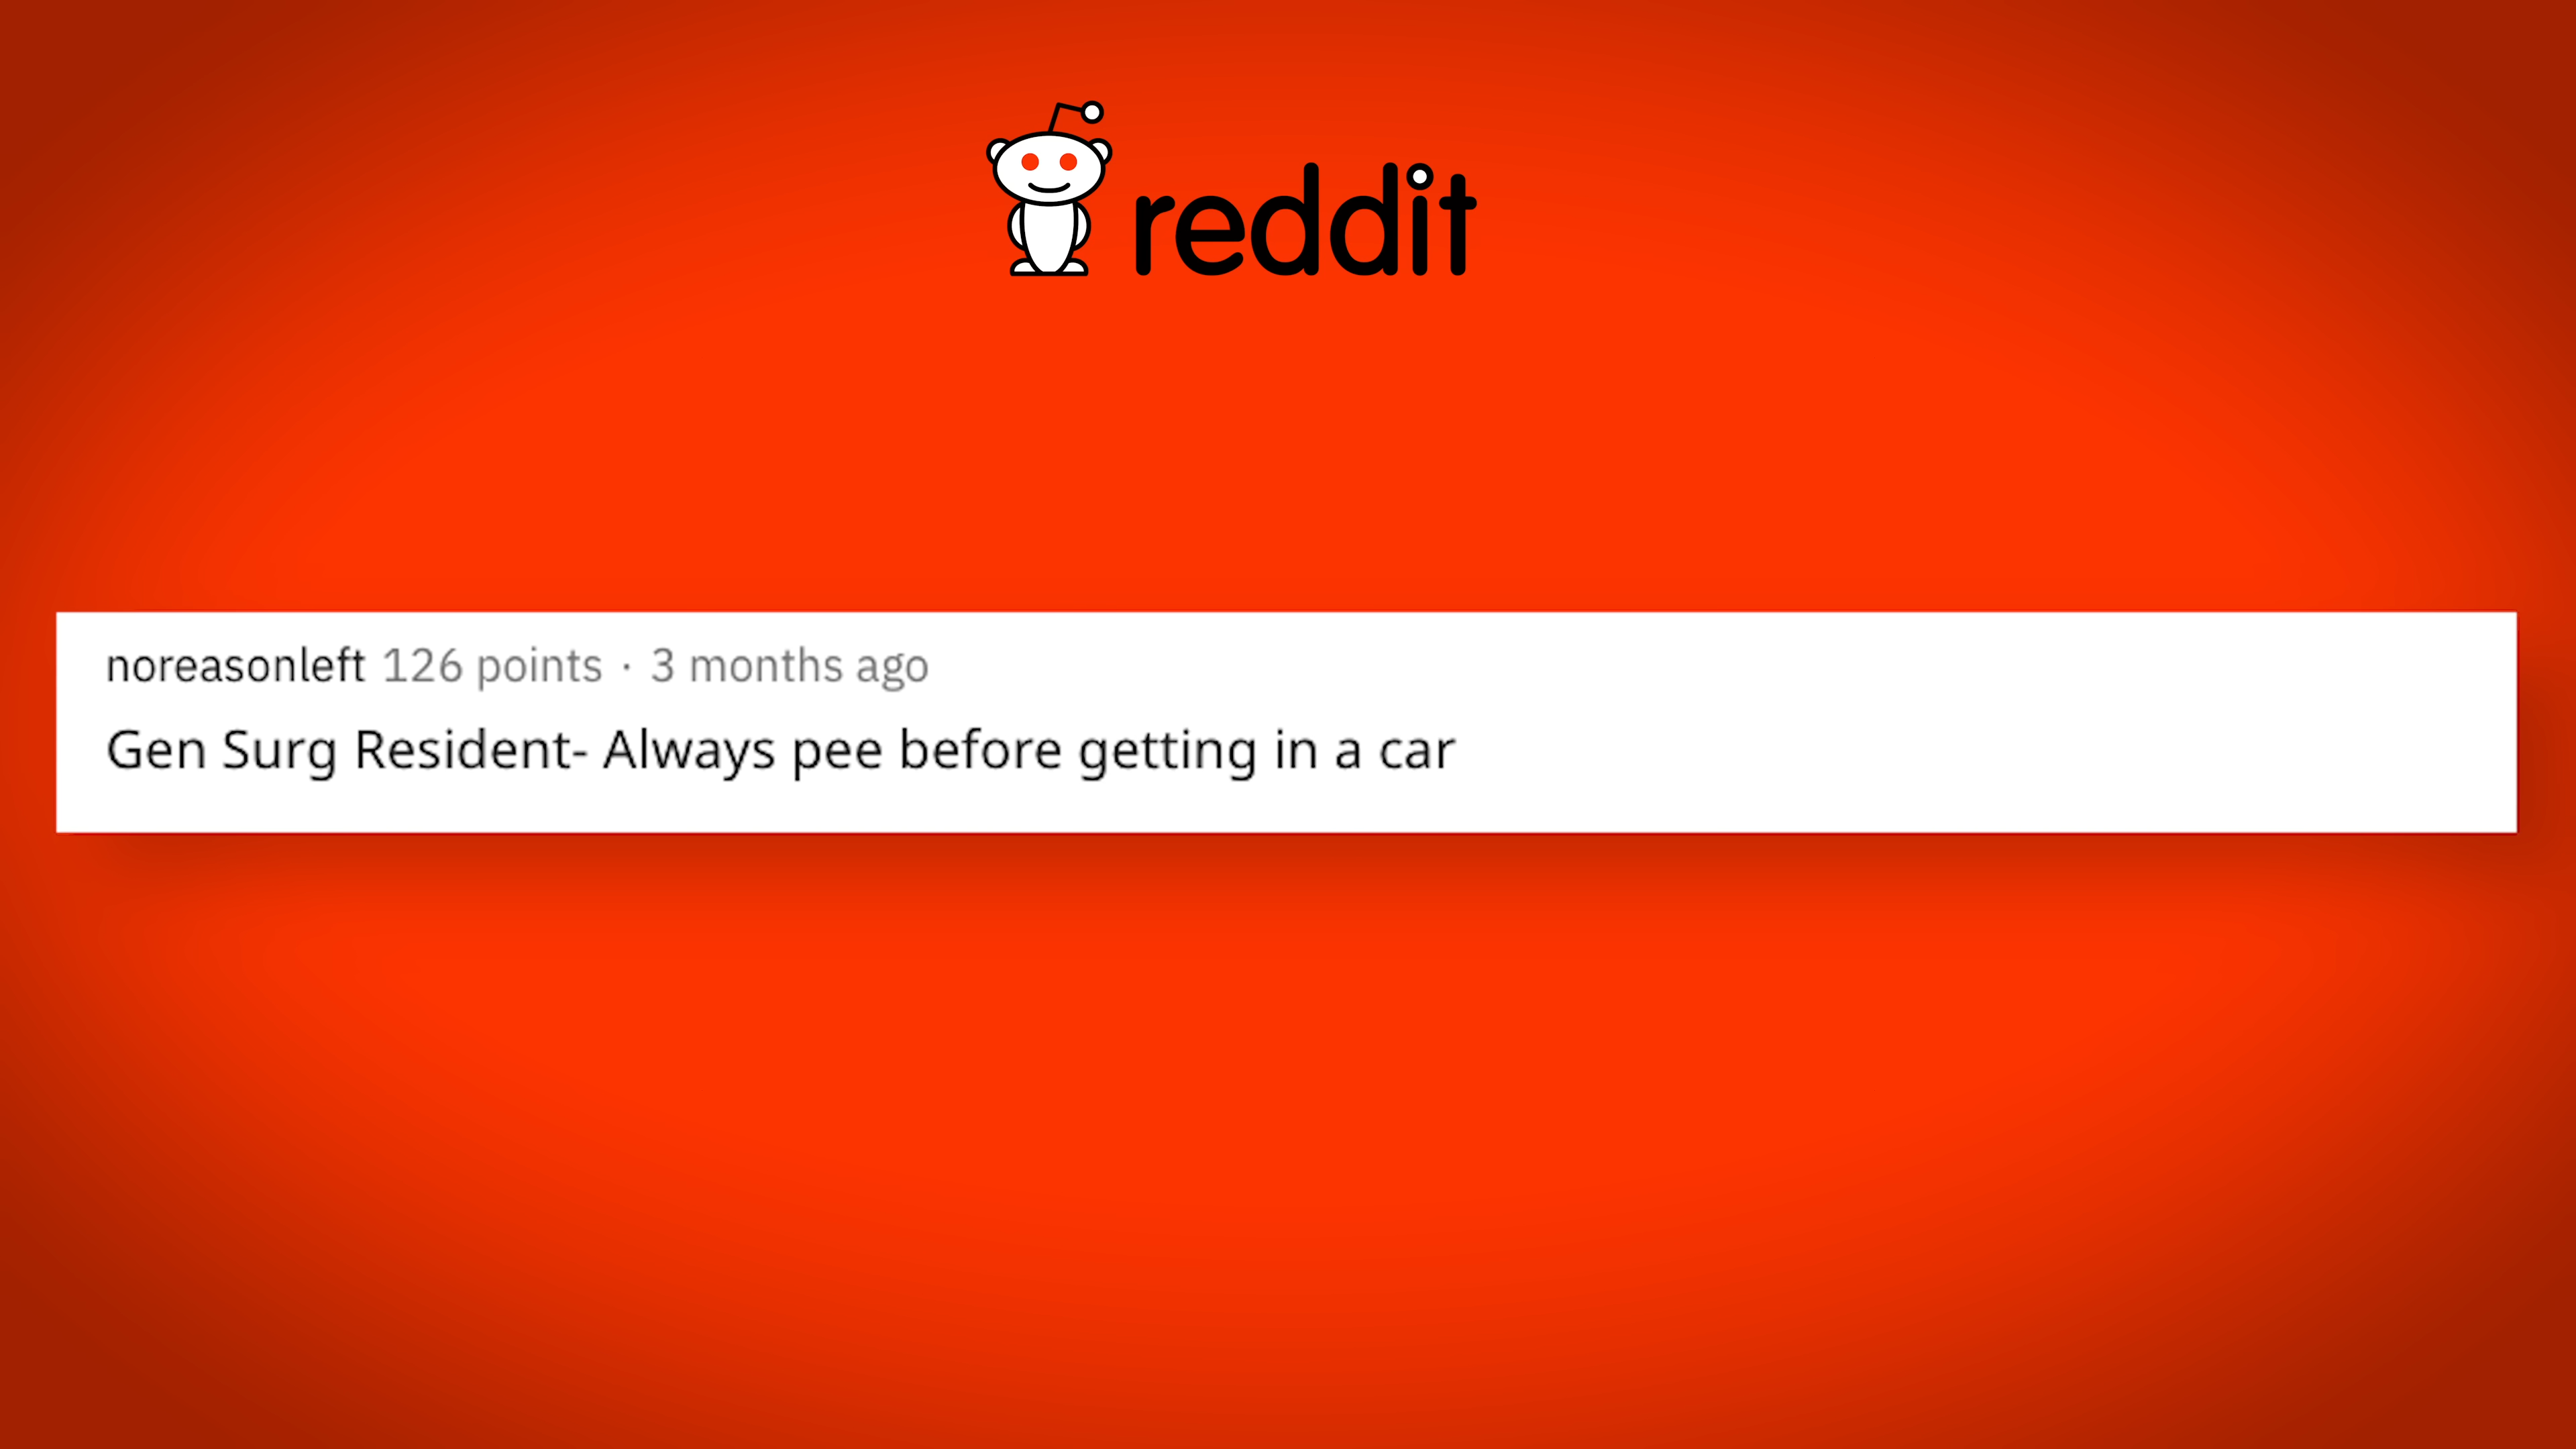 reddit
noreasonleft 126 points · 3 months ago
Gen Surg Resident- Always pee before getting in a car